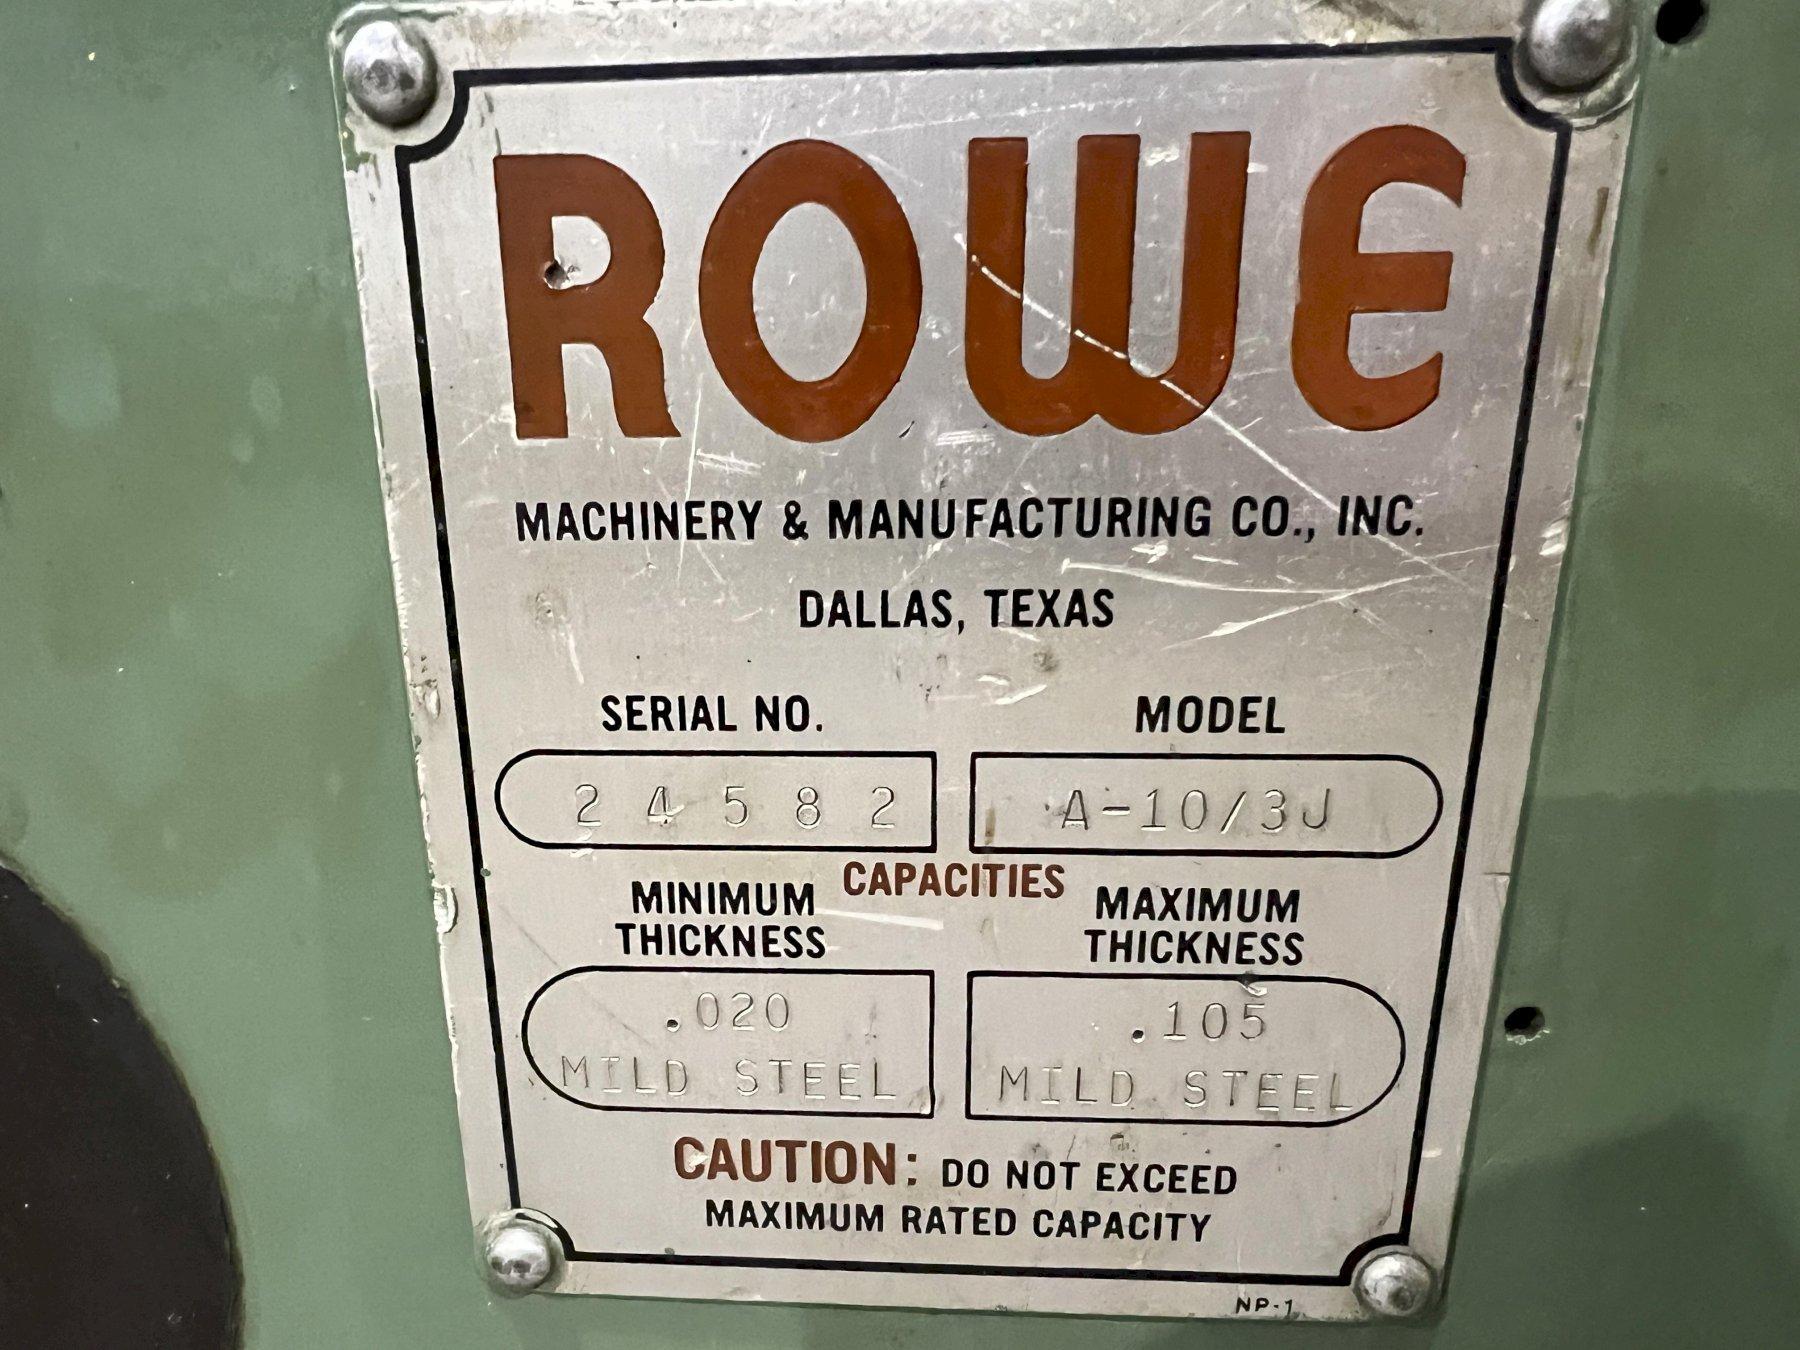 ROWE
MACHINERY & MANUFACTURING CO., INC.
DALLAS, TEXAS
SERIAL NO. MODEL
24582 A-10/3J
CAPACITIES
MINIMUM THICKNESS
MAXIMUM THICKNESS
.020 MILD STEEL
.105 MILD STEEL
CAUTION: DO NOT EXCEED
MAXIMUM RATED CAPACITY
NP-1